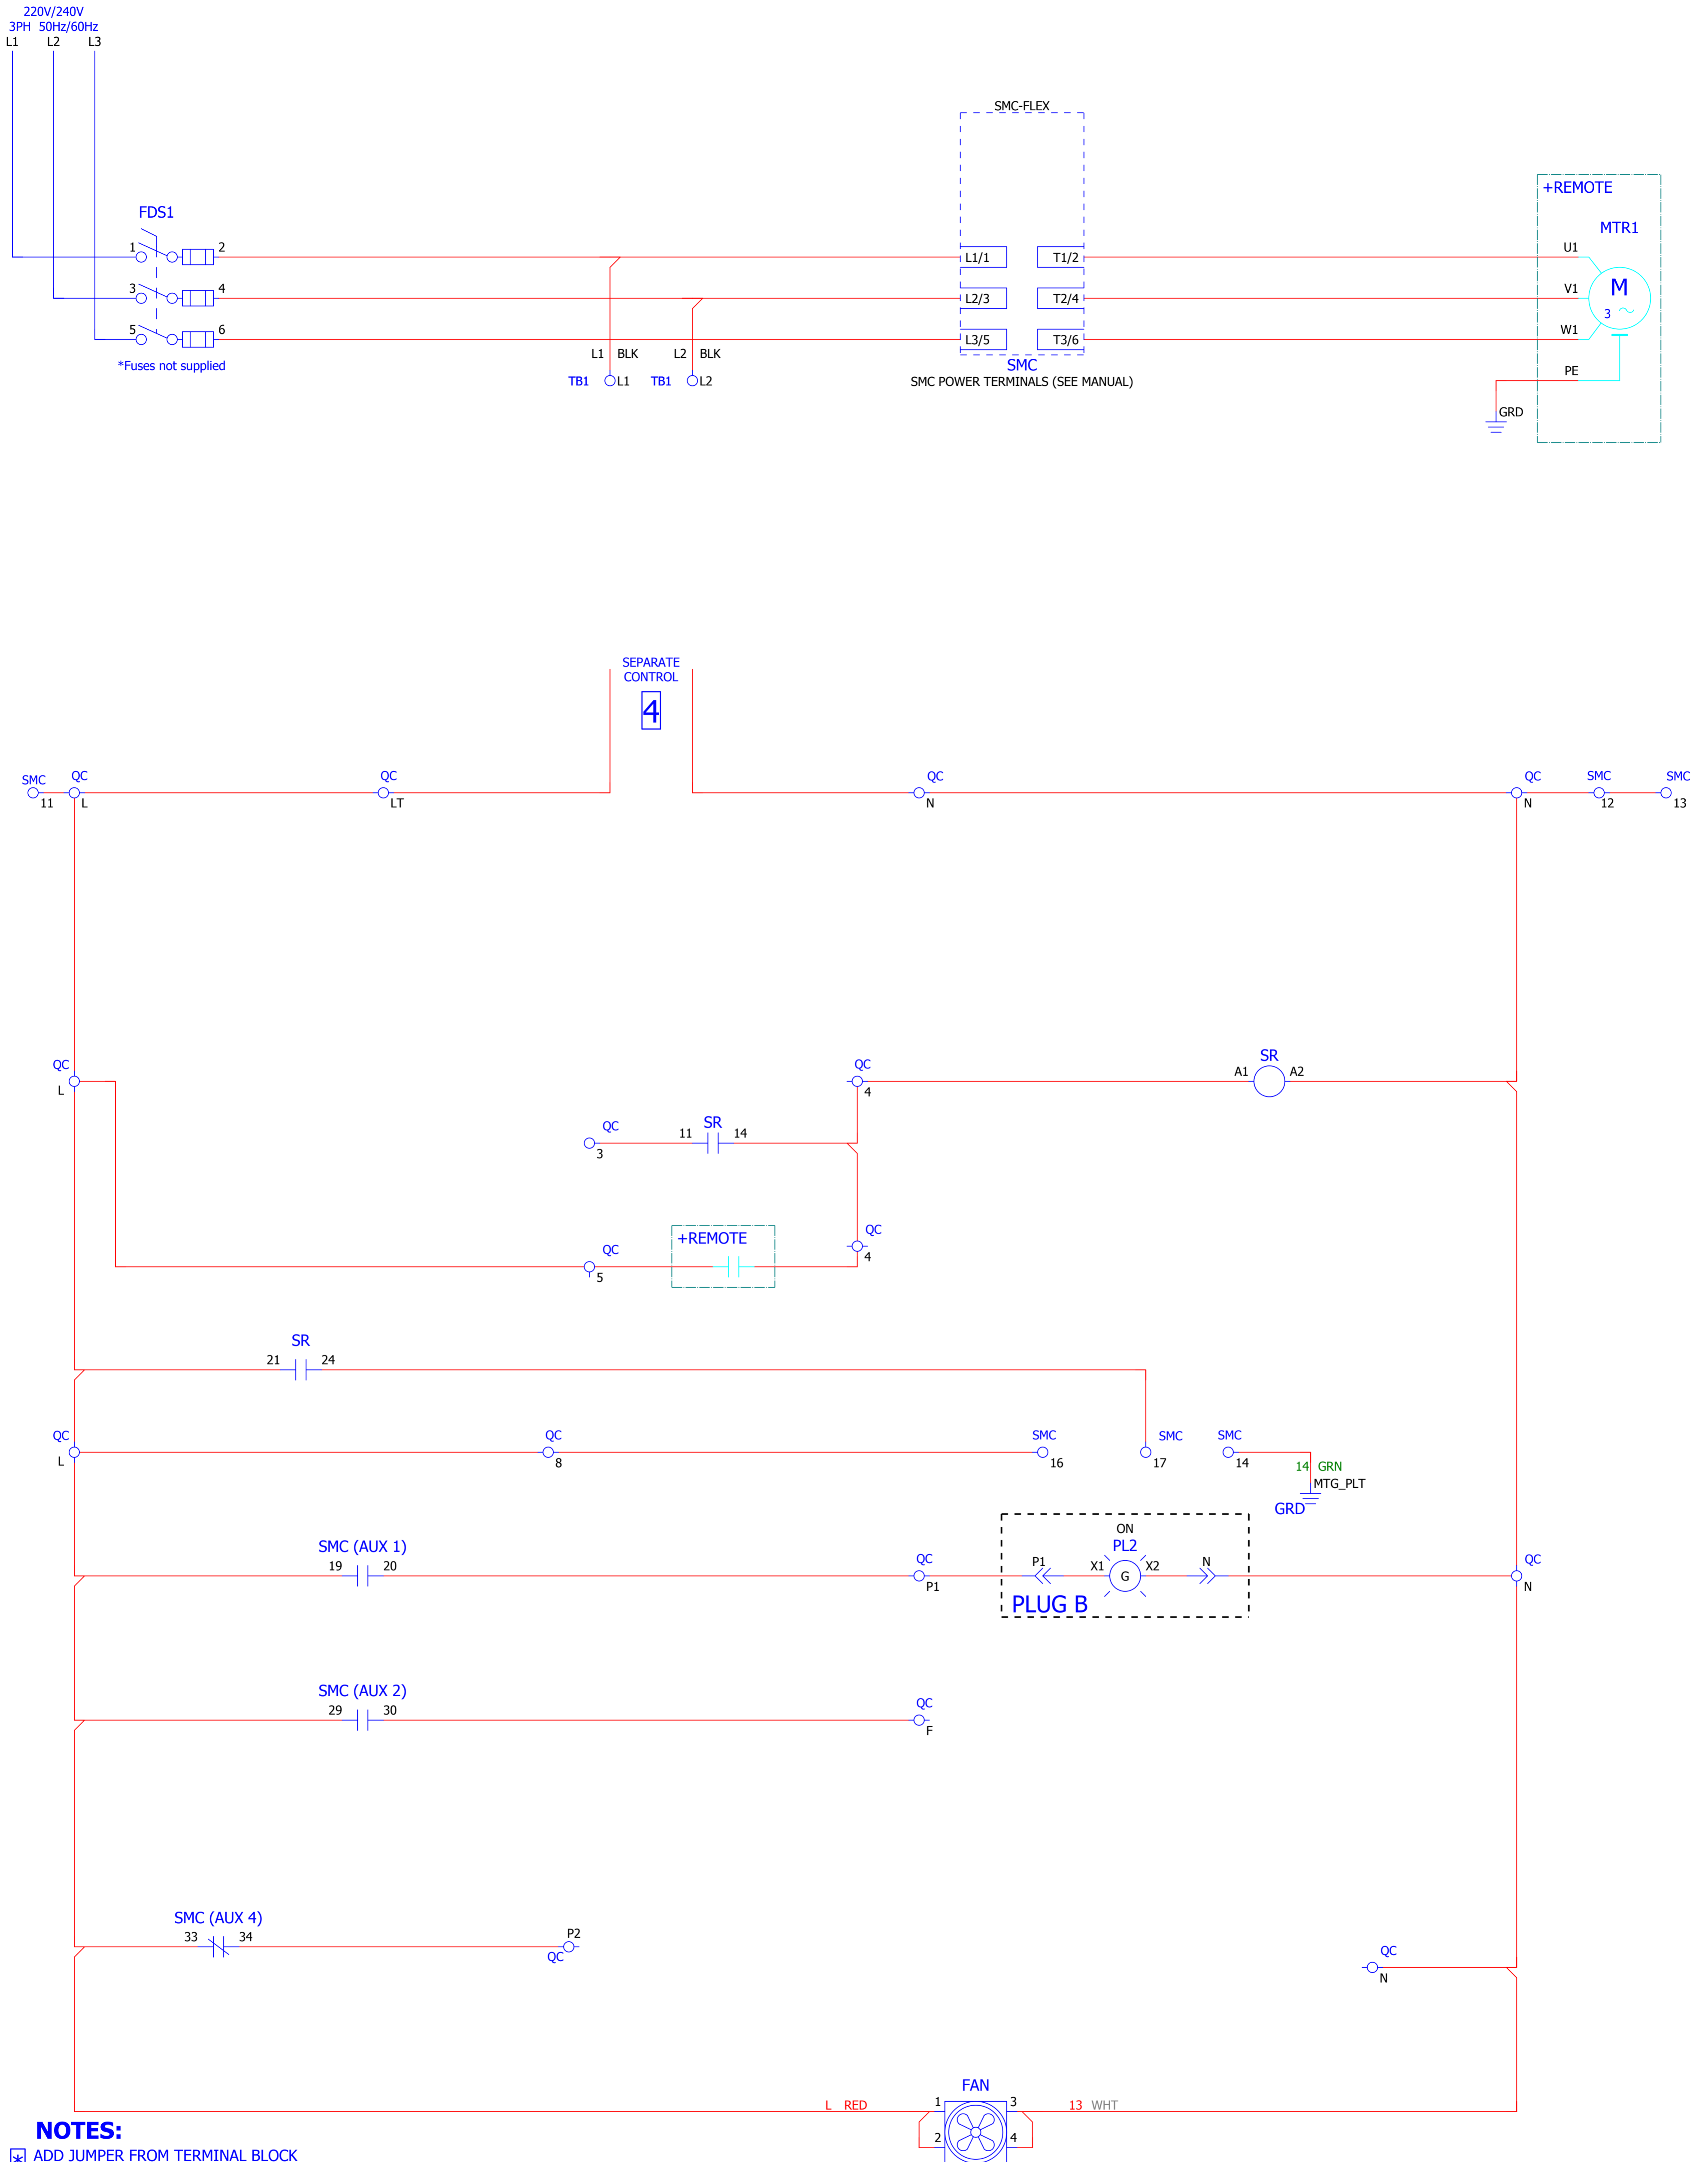 220V/240V
3PH 50Hz/60Hz
L1 L2 L3
SMC-FLEX
+REMOTE
FDS1
MTR1
1 2 L1/1 T1/2 U1
3 4 L2/3 T2/4 V1 M
3
5 6 L3/5 T3/6 W1
L1 BLK L2 BLK
*Fuses not supplied
SMC
TB1 L1 TB1 L2
SMC POWER TERMINALS (SEE MANUAL)
PE
GRD
SEPARATE
CONTROL
4
SMC QC QC QC QC SMC SMC
11 L LT N N 12 13
QC QC SR
A1 A2
L 4
QC SR
11 14
3
QC +REMOTE QC
5 4
SR
21 24
QC QC SMC SMC SMC
L 8 16 17 14
14 GRN
MTG_PLT
GRD
ON
SMC (AUX 1) PL2
19 20 QC P1 X1 G X2 N QC
P1 N
PLUG B
SMC (AUX 2)
29 30 QC
F
SMC (AUX 4)
33 34 P2
QC
QC
N
FAN
L RED 1 3 13 WHT
2 4
NOTES:
* ADD JUMPER FROM TERMINAL BLOCK